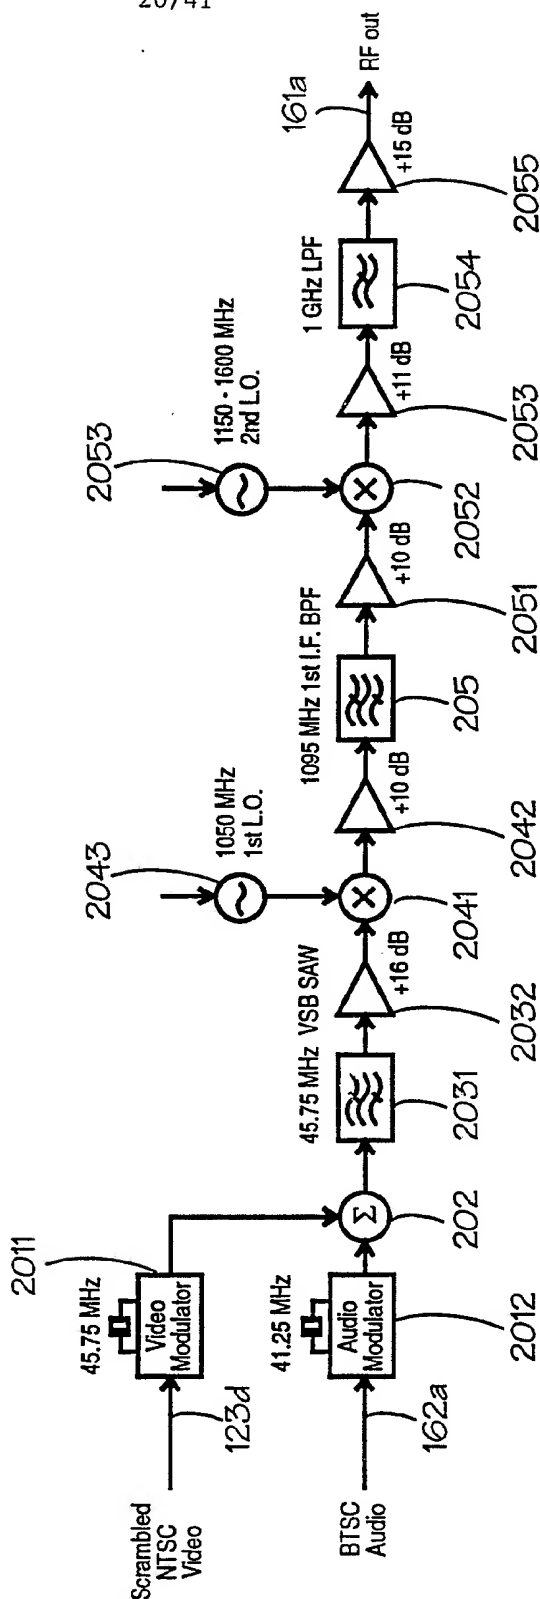 20/41
Scrambled
NTSC
Video
123d
45.75 MHz
Video
Modulator
2011
BTSC
Audio
162a
41.25 MHz
Audio
Modulator
2012
Σ
202
45.75 MHz VSB SAW
2031
+16 dB
2032
2043
1050 MHz
1st L.O.
2041
+10 dB
2042
1095 MHz 1st I.F. BPF
205
+10 dB
2051
2053
1150 - 1600 MHz
2nd L.O.
2052
+11 dB
2053
1 GHz LPF
2054
+15 dB
2055
161a
RF out